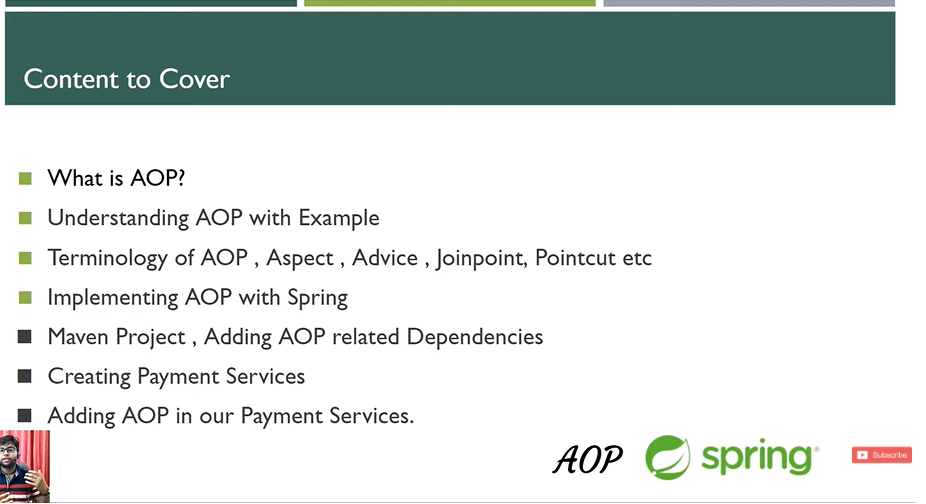 Content to Cover
What is AOP?
Understanding AOP with Example
Terminology of AOP , Aspect , Advice , Joinpoint, Pointcut etc
Implementing AOP with Spring
Maven Project , Adding AOP related Dependencies
Creating Payment Services
Adding AOP in our Payment Services.
AOP spring
Subscribe